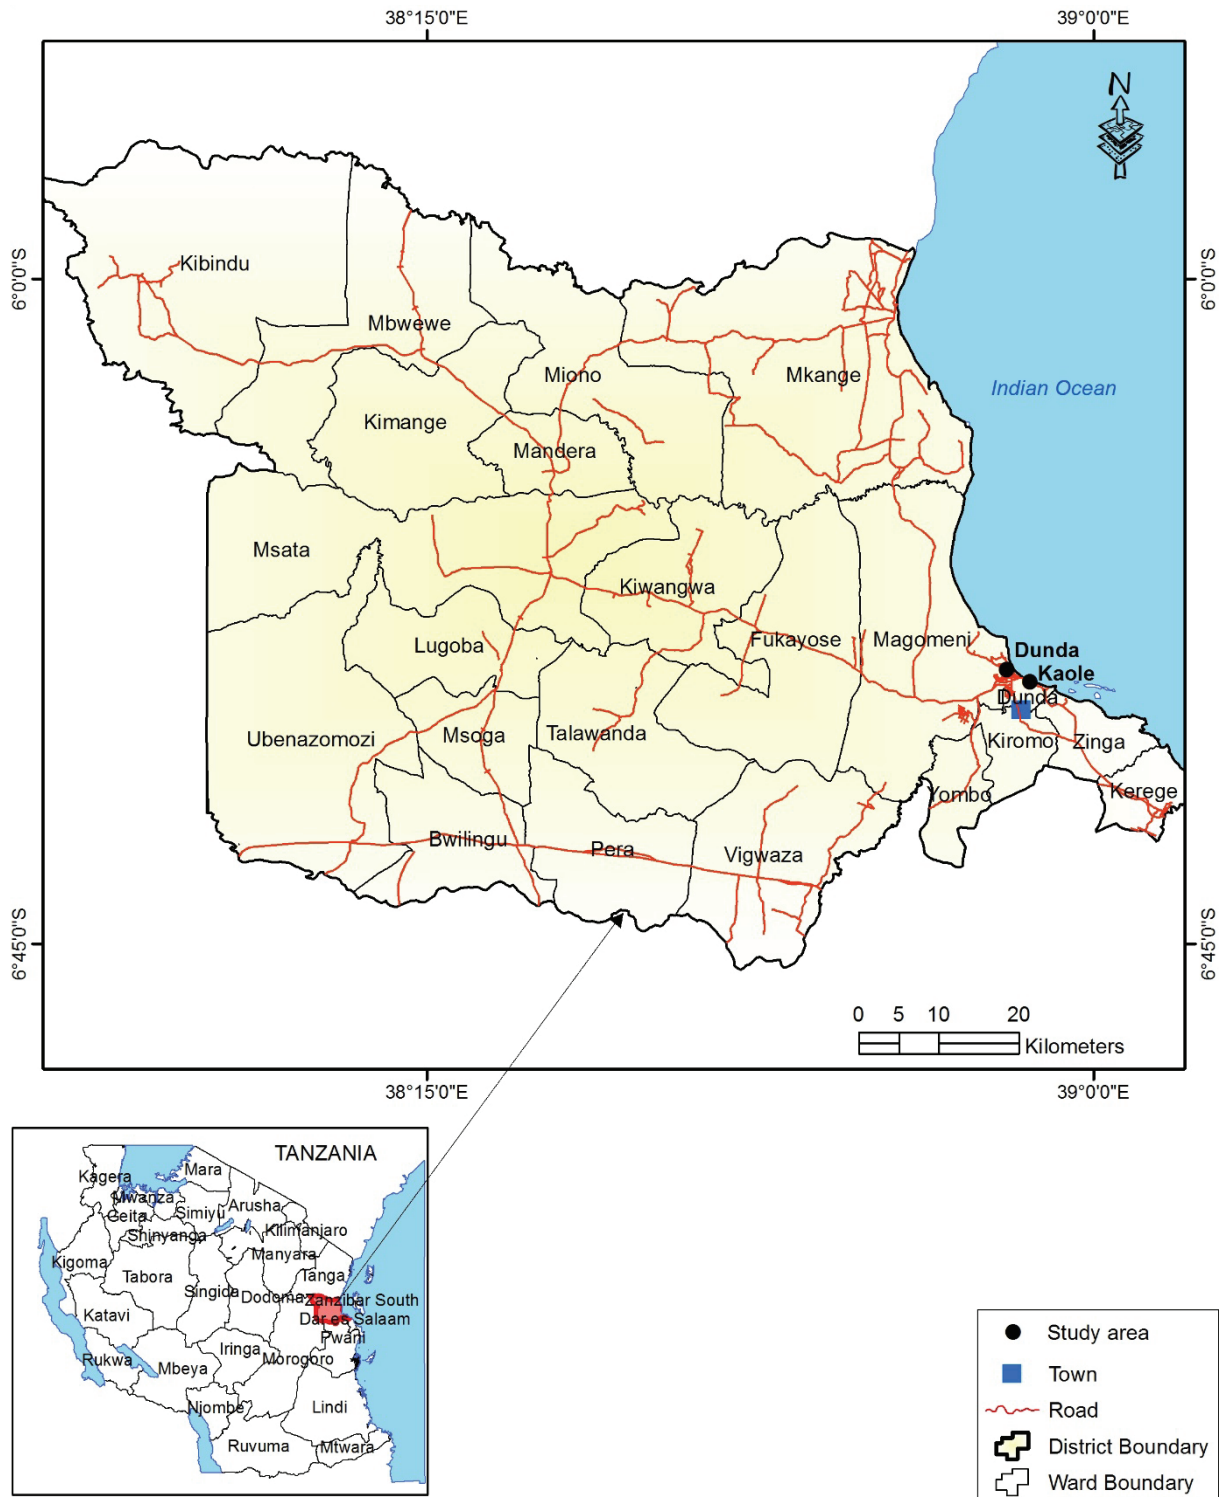 38°15'0"E
39°0'0"E
N
6°0'0"S
6°0'0"S
Kibindu
Mbwewe
Miono
Mkange
Indian Ocean
Kimange
Mandera
Msata
Kiwangwa
Lugoba
Fukayose
Magomeni
Dunda
Kaole
Dunda
Ubenazomozi
Msoga
Talawanda
Kiromo
Zinga
Yombo
Kerege
Bwilingu
Pera
Vigwaza
6°45'0"S
6°45'0"S
0 5 10 20
Kilometers
38°15'0"E
39°0'0"E
TANZANIA
Kagera
Mara
Mwanza
Geita
Simiyu
Arusha
Shinyanga
Kilimanjaro
Kigoma
Manyara
Tabora
Tanga
Singida
Dodoma
Zanzibar South
Katavi
Dar es Salaam
Pwani
Rukwa
Mbeya
Iringa
Morogoro
Njombe
Lindi
Ruvuma
Mtwara
Study area
Town
Road
District Boundary
Ward Boundary